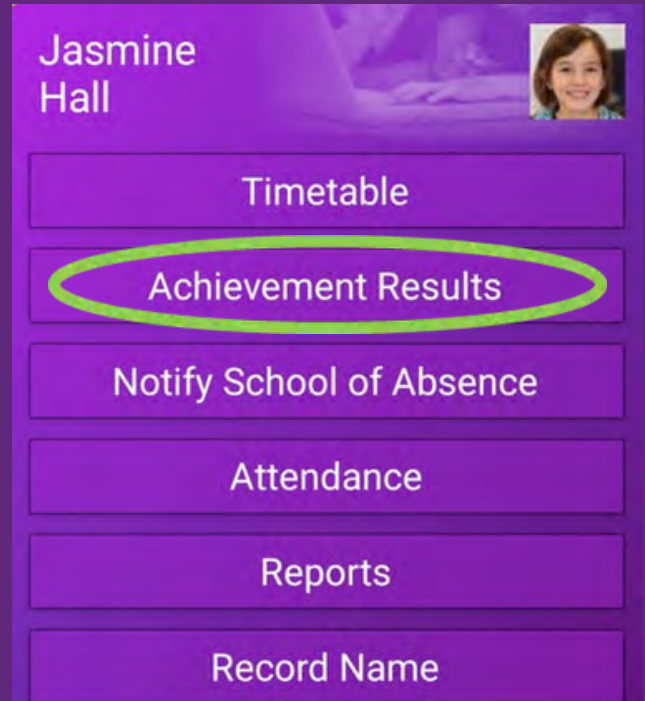 Jasmine
Hall
Timetable
Achievement Results
Notify School of Absence
Attendance
Reports
Record Name